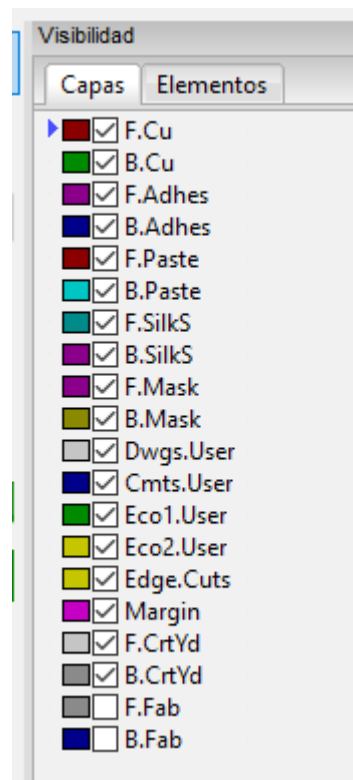 Visibilidad
Capas Elementos
F.Cu
B.Cu
F.Adhes
B.Adhes
F.Paste
B.Paste
F.SilkS
B.SilkS
F.Mask
B.Mask
Dwgs.User
Cmts.User
Eco1.User
Eco2.User
Edge.Cuts
Margin
F.CrtYd
B.CrtYd
F.Fab
B.Fab